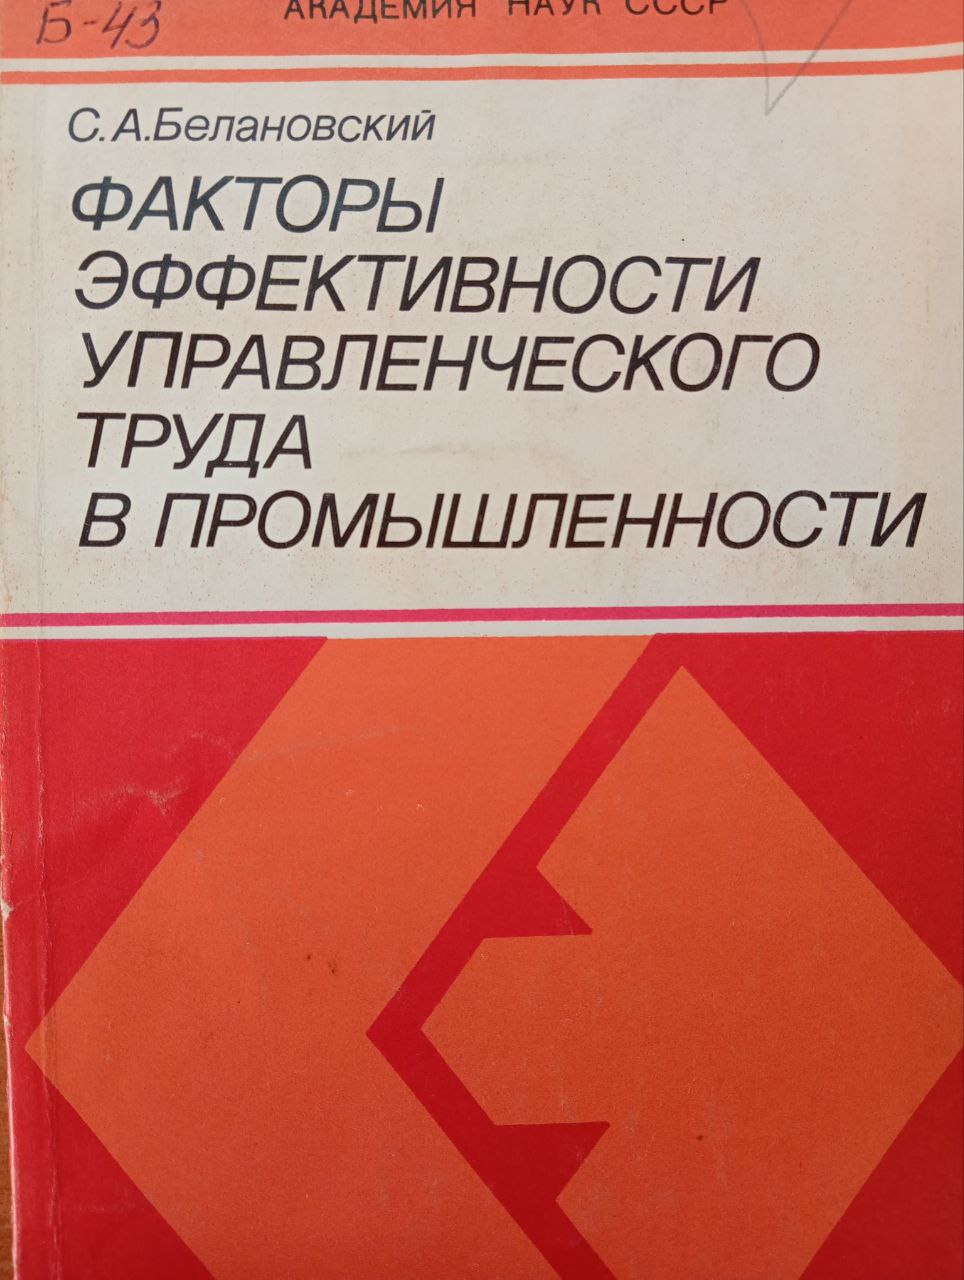 АКАДЕМИЯ НАУК СССР
Б-43
С.А.Белановский
ФАКТОРЫ
ЭФФЕКТИВНОСТИ
УПРАВЛЕНЧЕСКОГО
ТРУДА
В ПРОМЫШЛЕННОСТИ